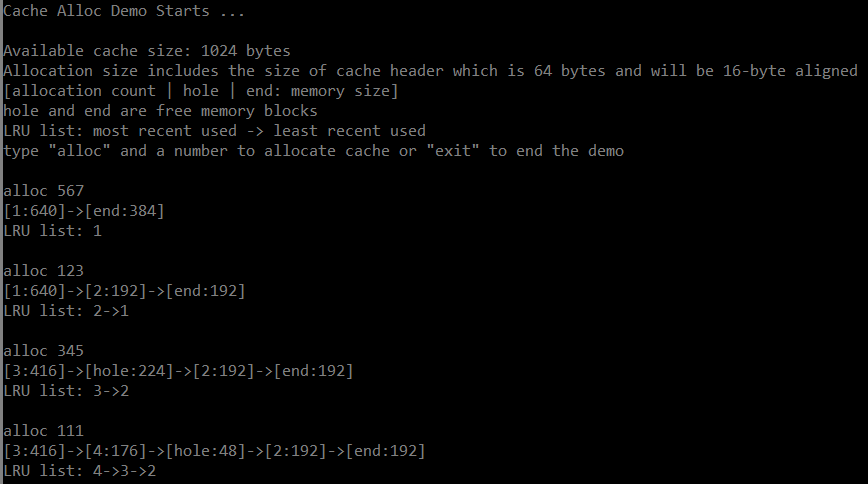 Cache Alloc Demo Starts ...
Available cache size: 1024 bytes
Allocation size includes the size of cache header which is 64 bytes and will be 16-byte aligned
[allocation count | hole | end: memory size]
hole and end are free memory blocks
LRU list: most recent used -> least recent used
type "alloc" and a number to allocate cache or "exit" to end the demo
alloc 567
[1:640]->[end:384]
LRU list: 1
alloc 123
[1:640]->[2:192]->[end:192]
LRU list: 2->1
alloc 345
[3:416]->[hole:224]->[2:192]->[end:192]
LRU list: 3->2
alloc 111
[3:416]->[4:176]->[hole:48]->[2:192]->[end:192]
LRU list: 4->3->2